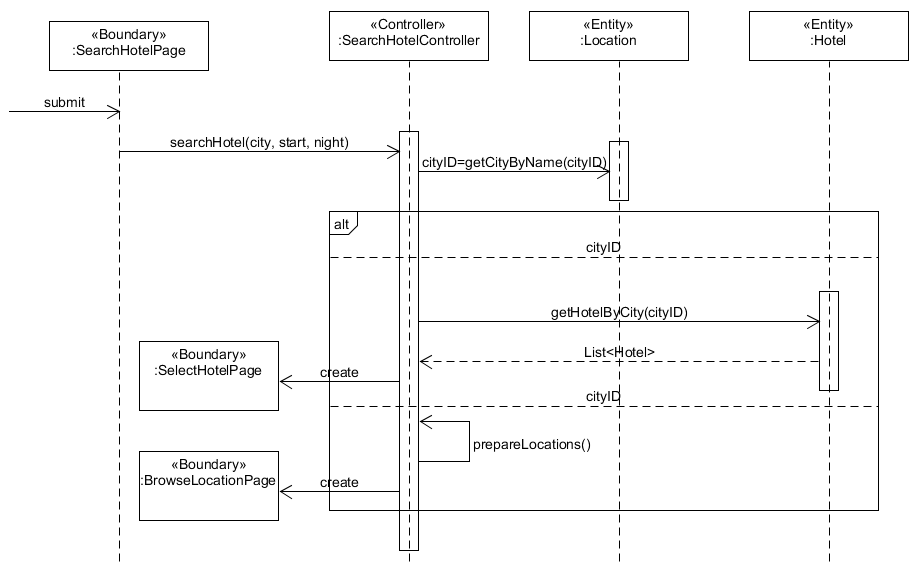 «Boundary»
:SearchHotelPage
«Controller»
:SearchHotelController
«Entity»
:Location
«Entity»
:Hotel
submit
searchHotel(city, start, night)
cityID=getCityByName(cityID)
alt
cityID
getHotelByCity(cityID)
List<Hotel>
«Boundary»
:SelectHotelPage
create
cityID
prepareLocations()
«Boundary»
:BrowseLocationPage
create